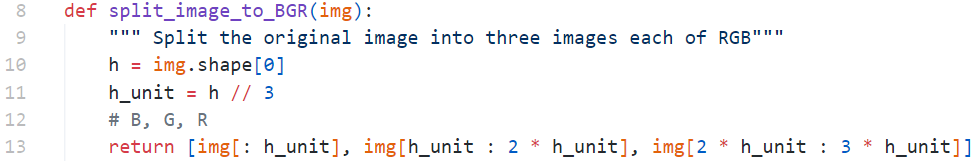 8 def split_image_to_BGR(img):
9 """ Split the original image into three images each of RGB"""
10 h = img.shape[0]
11 h_unit = h // 3
12 # B, G, R
13 return [img[: h_unit], img[h_unit : 2 * h_unit], img[2 * h_unit : 3 * h_unit]]